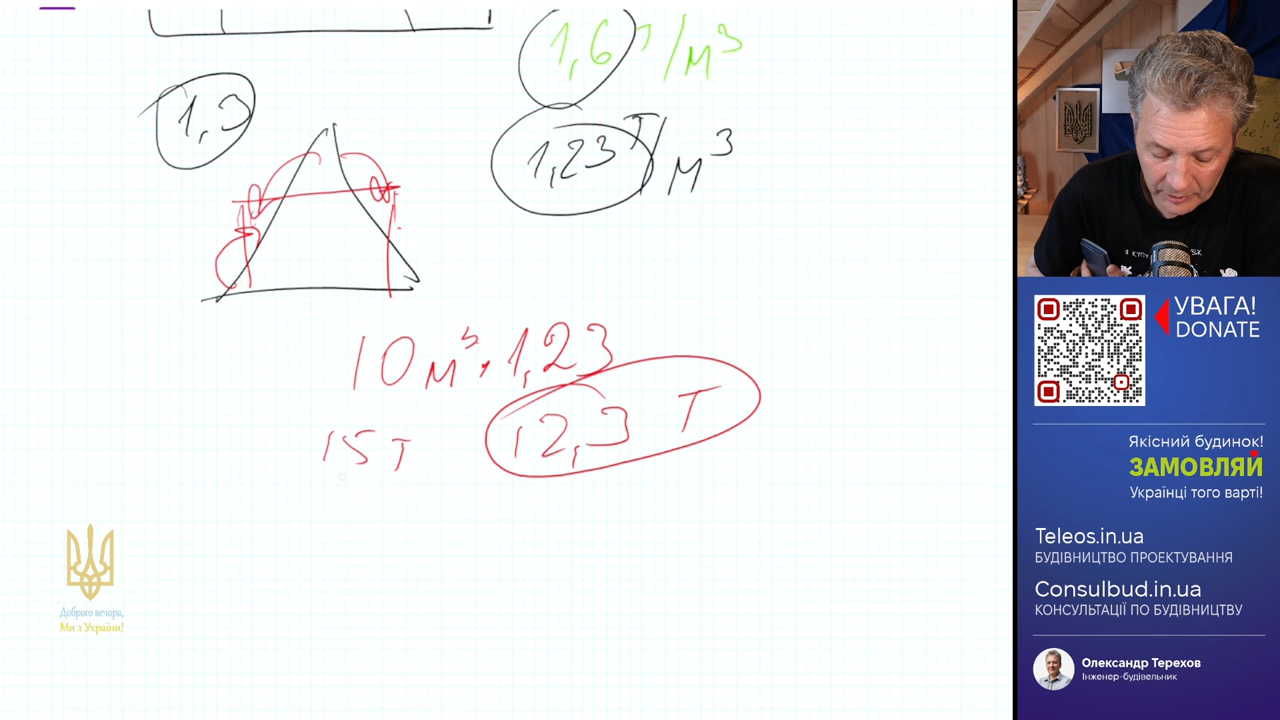 1,6 т/м³
1,3
1,23 Т/м³
10 м³ · 1,23
12,3 Т
15 т
Доброго вечора,
Ми з України!
Я КУПУ
УВАГА!
DONATE
Якісний будинок!
ЗАМОВЛЯЙ
Українці того варті!
Teleos.in.ua
БУДІВНИЦТВО ПРОЕКТУВАННЯ
Consulbud.in.ua
КОНСУЛЬТАЦІЇ ПО БУДІВНИЦТВУ
Олександр Терехов
Інженер-будівельник